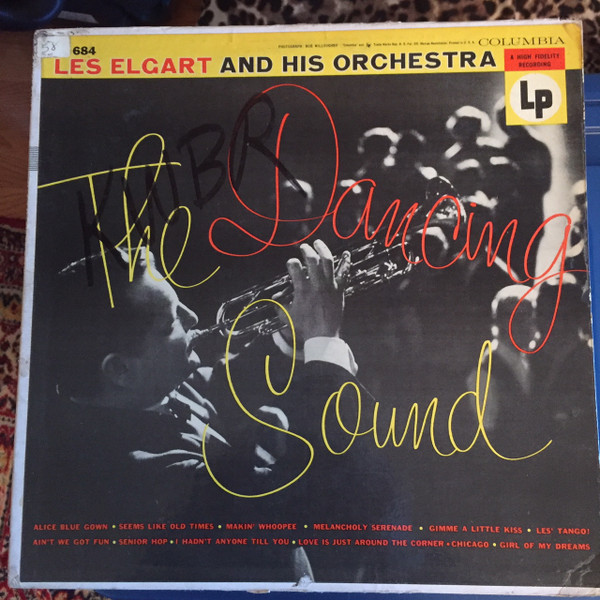 684
COLUMBIA
LES ELGART AND HIS ORCHESTRA
A HIGH FIDELITY
RECORDING
LP
KWBR
The Dancing
Sound
ALICE BLUE GOWN • SEEMS LIKE OLD TIMES • MAKIN' WHOOPEE • MELANCHOLY SERENADE • GIMME A LITTLE KISS • LES' TANGO!
AIN'T WE GOT FUN • SENIOR HOP • I HADN'T ANYONE TILL YOU • LOVE IS JUST AROUND THE CORNER • CHICAGO • GIRL OF MY DREAMS